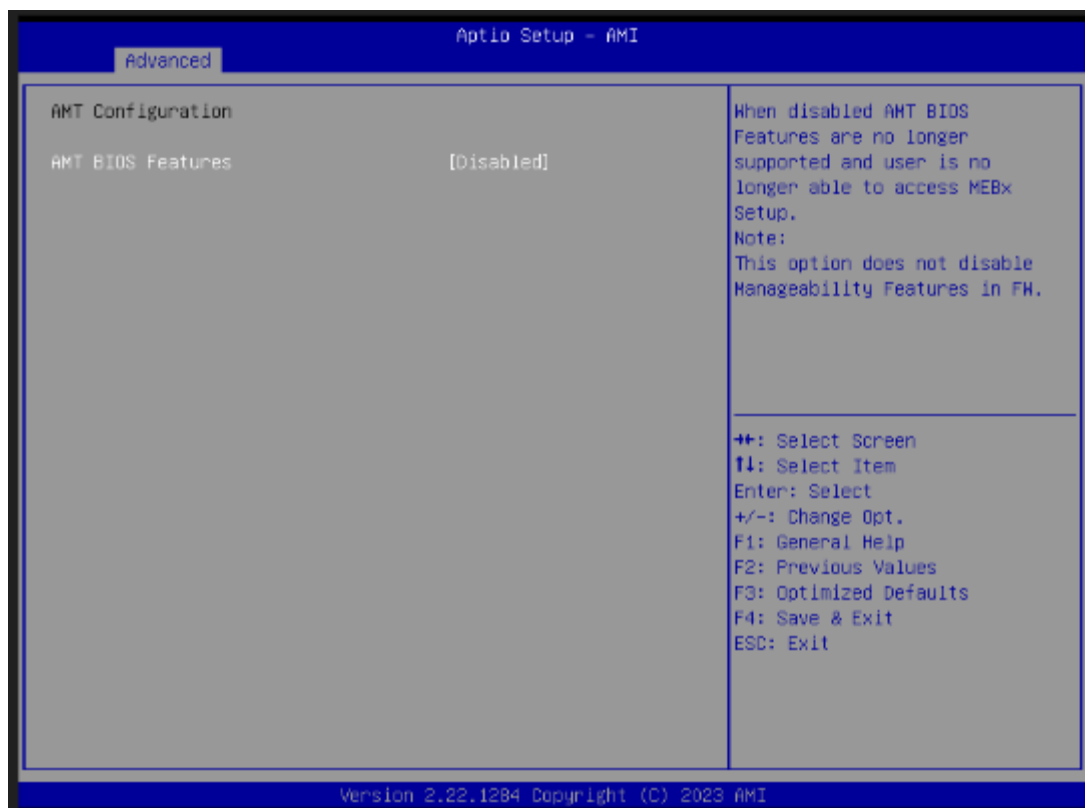 Aptio Setup - AMI
Advanced
AMT Configuration
AMT BIOS Features [Disabled]
When disabled AMT BIOS
Features are no longer
supported and user is no
longer able to access MEBx
Setup.
Note:
This option does not disable
Manageability Features in FW.
→←: Select Screen
↑↓: Select Item
Enter: Select
+/-: Change Opt.
F1: General Help
F2: Previous Values
F3: Optimized Defaults
F4: Save & Exit
ESC: Exit
Version 2.22.1284 Copyright (C) 2023 AMI